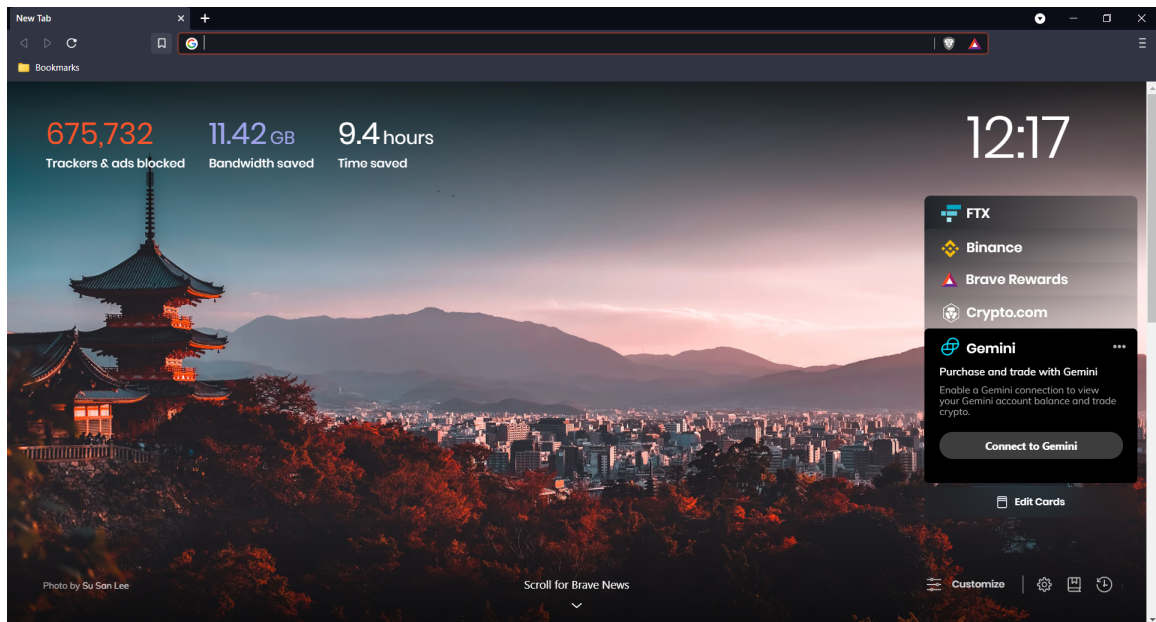 New Tab
Bookmarks
675,732
Trackers & ads blocked
11.42 GB
Bandwidth saved
9.4 hours
Time saved
12:17
FTX
Binance
Brave Rewards
Crypto.com
Gemini
Purchase and trade with Gemini
Enable a Gemini connection to view
your Gemini account balance and trade
crypto.
Connect to Gemini
Edit Cards
Photo by Su San Lee
Scroll for Brave News
Customize